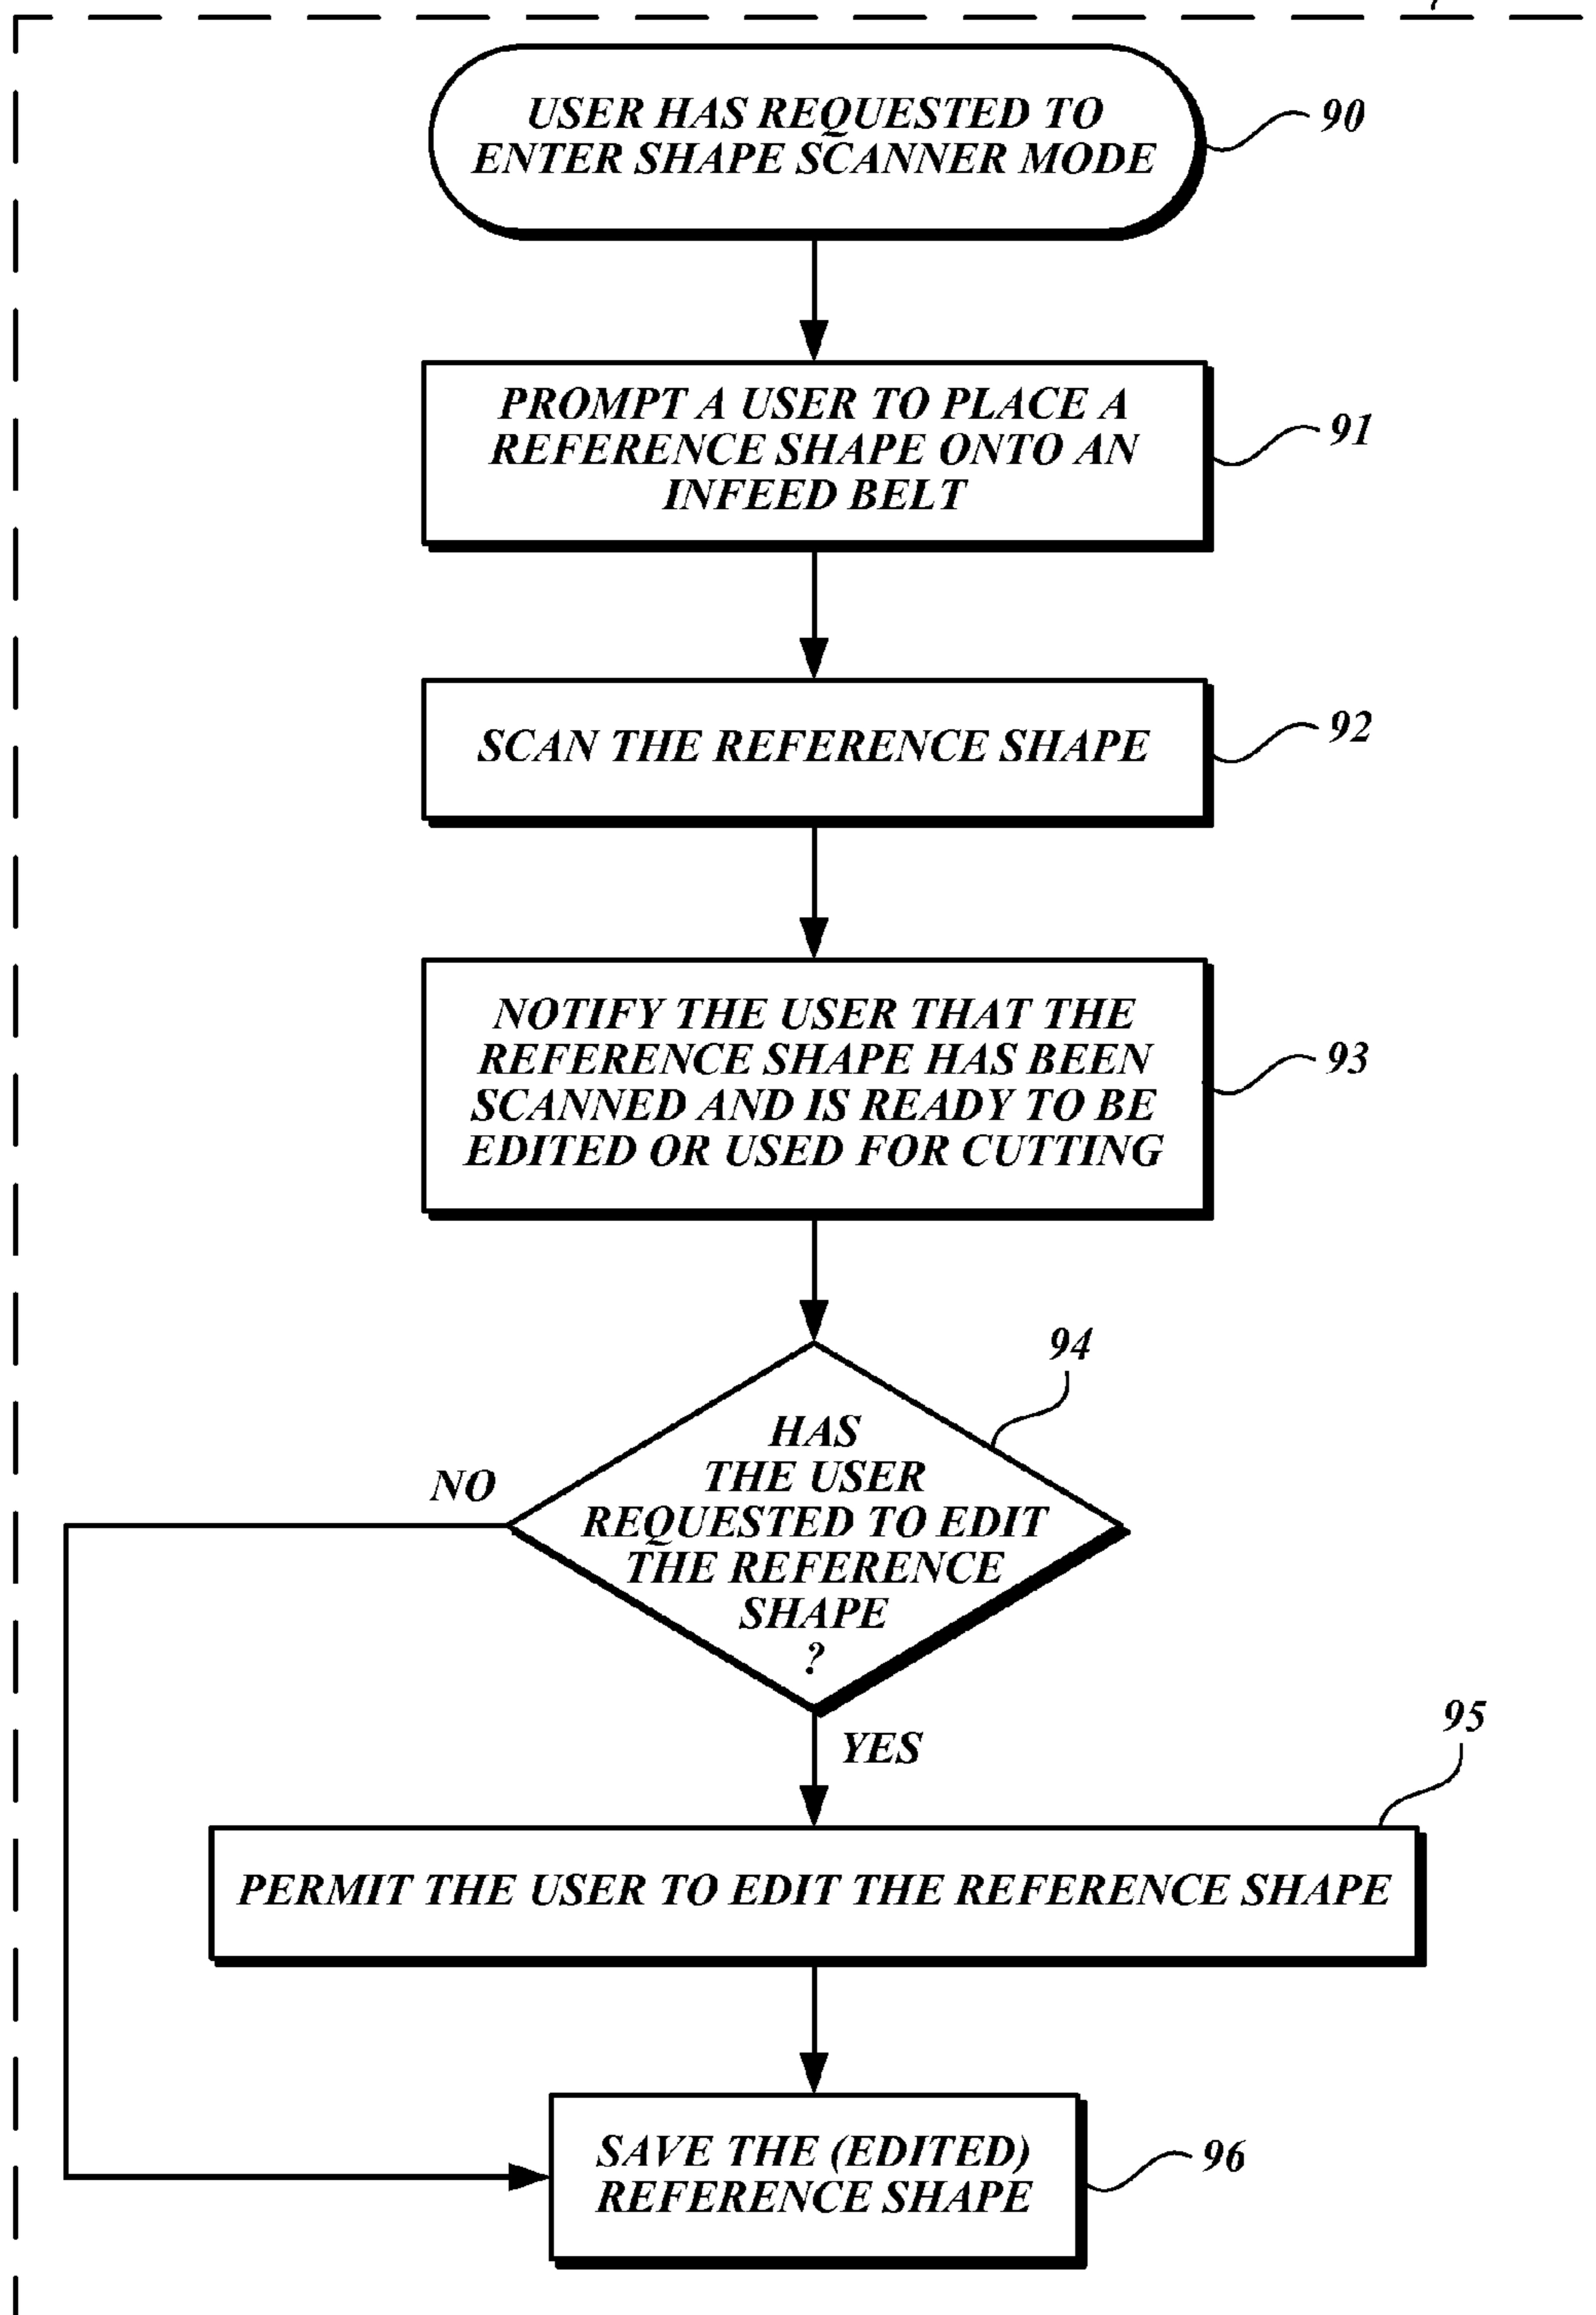 USER HAS REQUESTED TO
ENTER SHAPE SCANNER MODE
90
PROMPT A USER TO PLACE A
REFERENCE SHAPE ONTO AN
INFEED BELT
91
SCAN THE REFERENCE SHAPE
92
NOTIFY THE USER THAT THE
REFERENCE SHAPE HAS BEEN
SCANNED AND IS READY TO BE
EDITED OR USED FOR CUTTING
93
94
HAS
THE USER
REQUESTED TO EDIT
THE REFERENCE
SHAPE
?
NO
YES
95
PERMIT THE USER TO EDIT THE REFERENCE SHAPE
SAVE THE (EDITED)
REFERENCE SHAPE
96